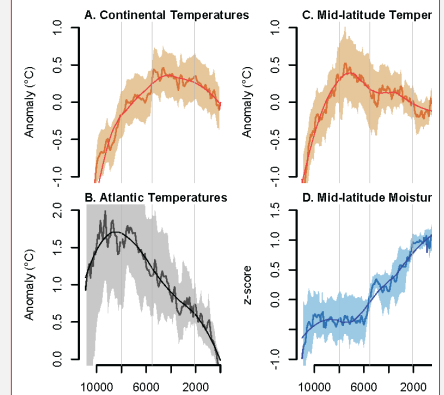 A. Continental Temperatures
C. Mid-latitude Temper
Anomaly (°C)
1.0
0.5
0.0
-0.5
-1.0
Anomaly (°C)
1.0
0.5
0.0
-0.5
-1.0
B. Atlantic Temperatures
D. Mid-latitude Moistur
Anomaly (°C)
2.0
1.5
1.0
0.5
0.0
z-score
1.5
1.0
0.0
-1.0
10000 6000 2000
10000 6000 2000